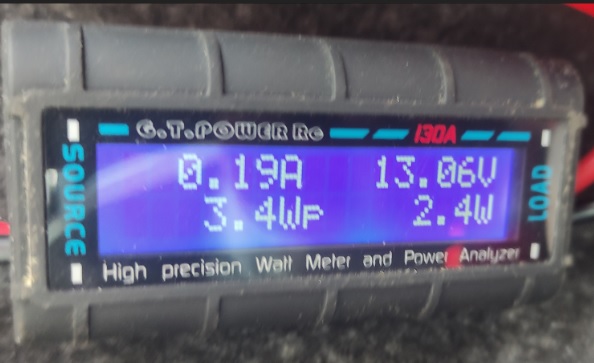 G.T.POWER RC 130A
SOURCE
0.19A 13.06V
3.4Wp 2.4W
LOAD
High precision Watt Meter and Power Analyzer